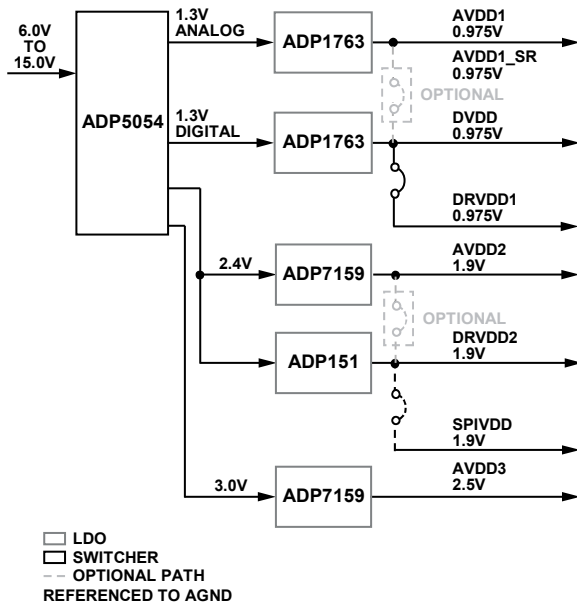 6.0V
TO
15.0V
ADP5054
1.3V
ANALOG
ADP1763
AVDD1
0.975V
AVDD1_SR
0.975V
OPTIONAL
1.3V
DIGITAL
ADP1763
DVDD
0.975V
DRVDD1
0.975V
2.4V
ADP7159
AVDD2
1.9V
OPTIONAL
ADP151
DRVDD2
1.9V
SPIVDD
1.9V
3.0V
ADP7159
AVDD3
2.5V
LDO
SWITCHER
OPTIONAL PATH
REFERENCED TO AGND